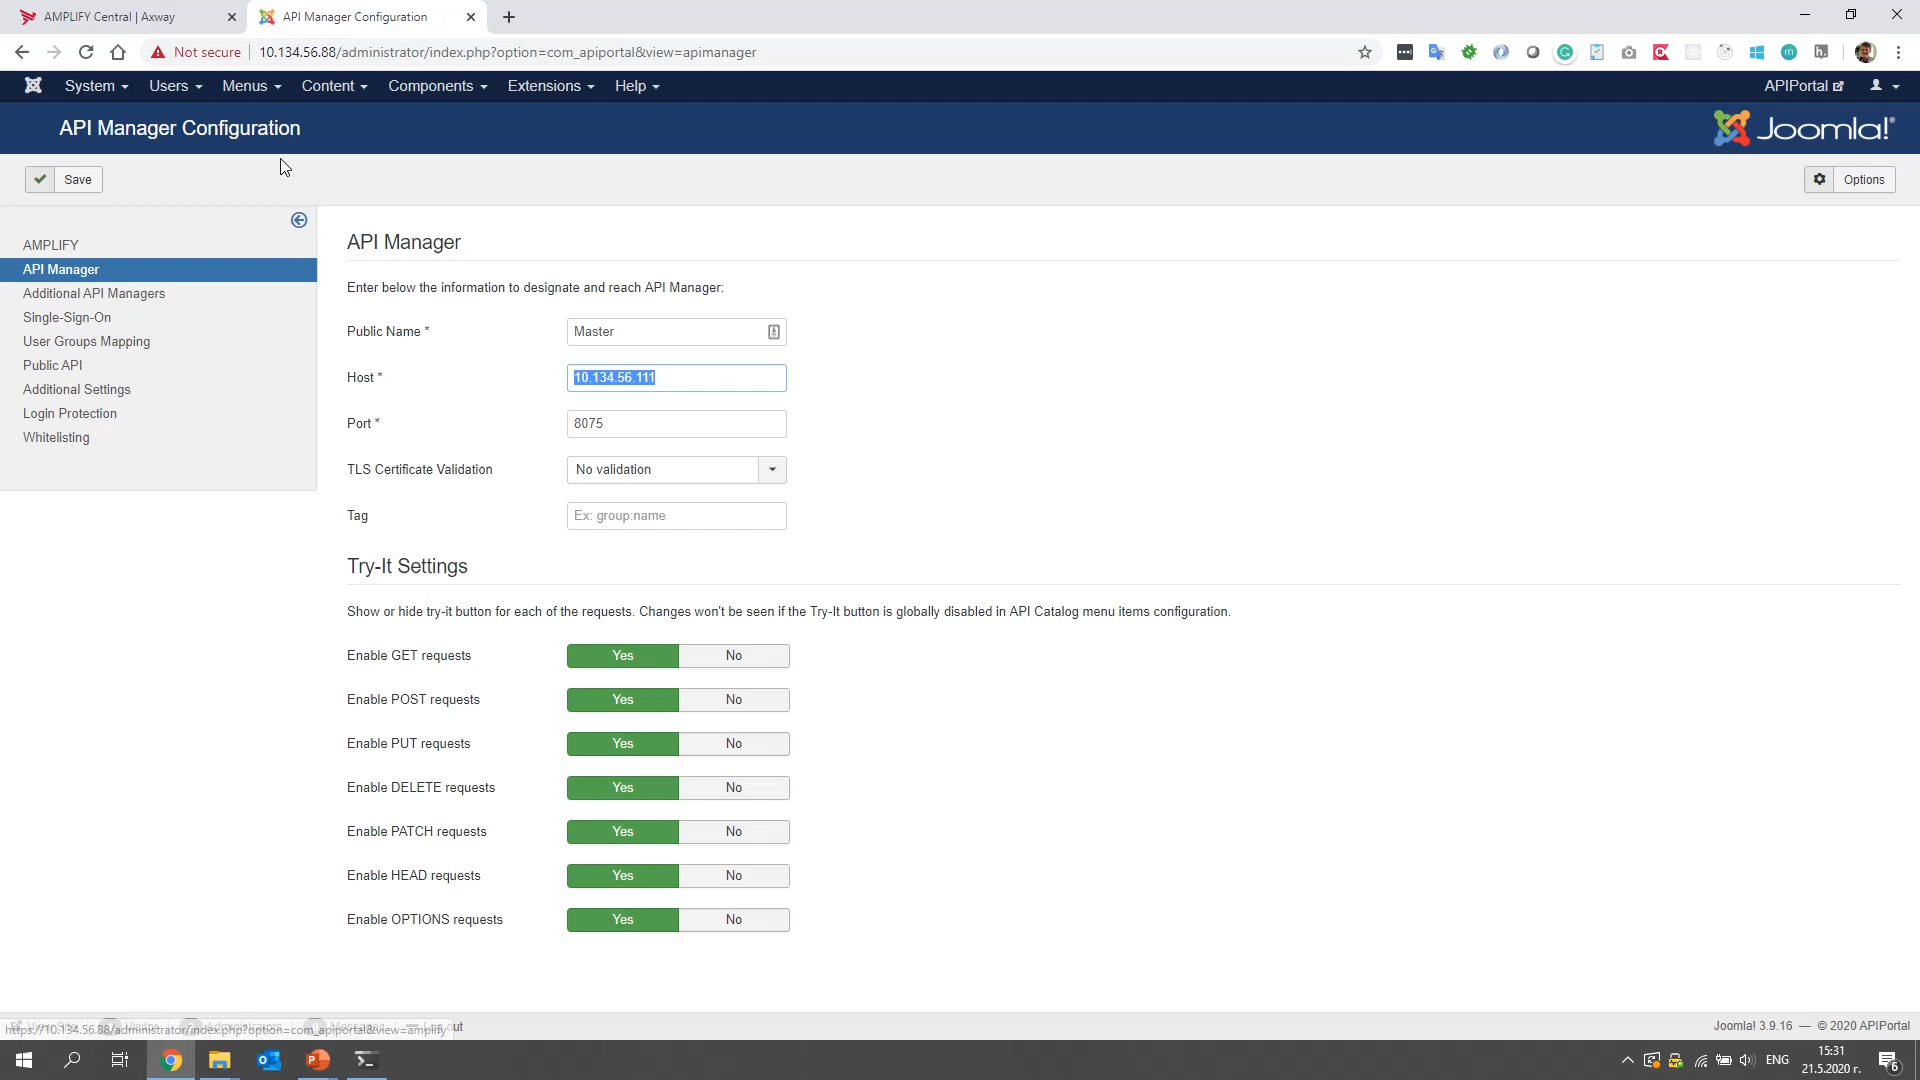 AMPLIFY Central | Axway
API Manager Configuration
Not secure
10.134.56.88/administrator/index.php?option=com_apiportal&view=apimanager
System Users Menus Content Components Extensions Help
APIPortal
API Manager Configuration
Joomla!®
Save
Options
AMPLIFY
API Manager
Additional API Managers
Single-Sign-On
User Groups Mapping
Public API
Additional Settings
Login Protection
Whitelisting
API Manager
Enter below the information to designate and reach API Manager:
Public Name * Master
Host * 10.134.56.111
Port * 8075
TLS Certificate Validation No validation
Tag Ex: group:name
Try-It Settings
Show or hide try-it button for each of the requests. Changes won't be seen if the Try-It button is globally disabled in API Catalog menu items configuration.
Enable GET requests Yes No
Enable POST requests Yes No
Enable PUT requests Yes No
Enable DELETE requests Yes No
Enable PATCH requests Yes No
Enable HEAD requests Yes No
Enable OPTIONS requests Yes No
https://10.134.56.88/administrator/index.php?option=com_apiportal&view=amplify
Joomla! 3.9.16 — © 2020 APIPortal
ENG
15:31
21.5.2020 г.
6